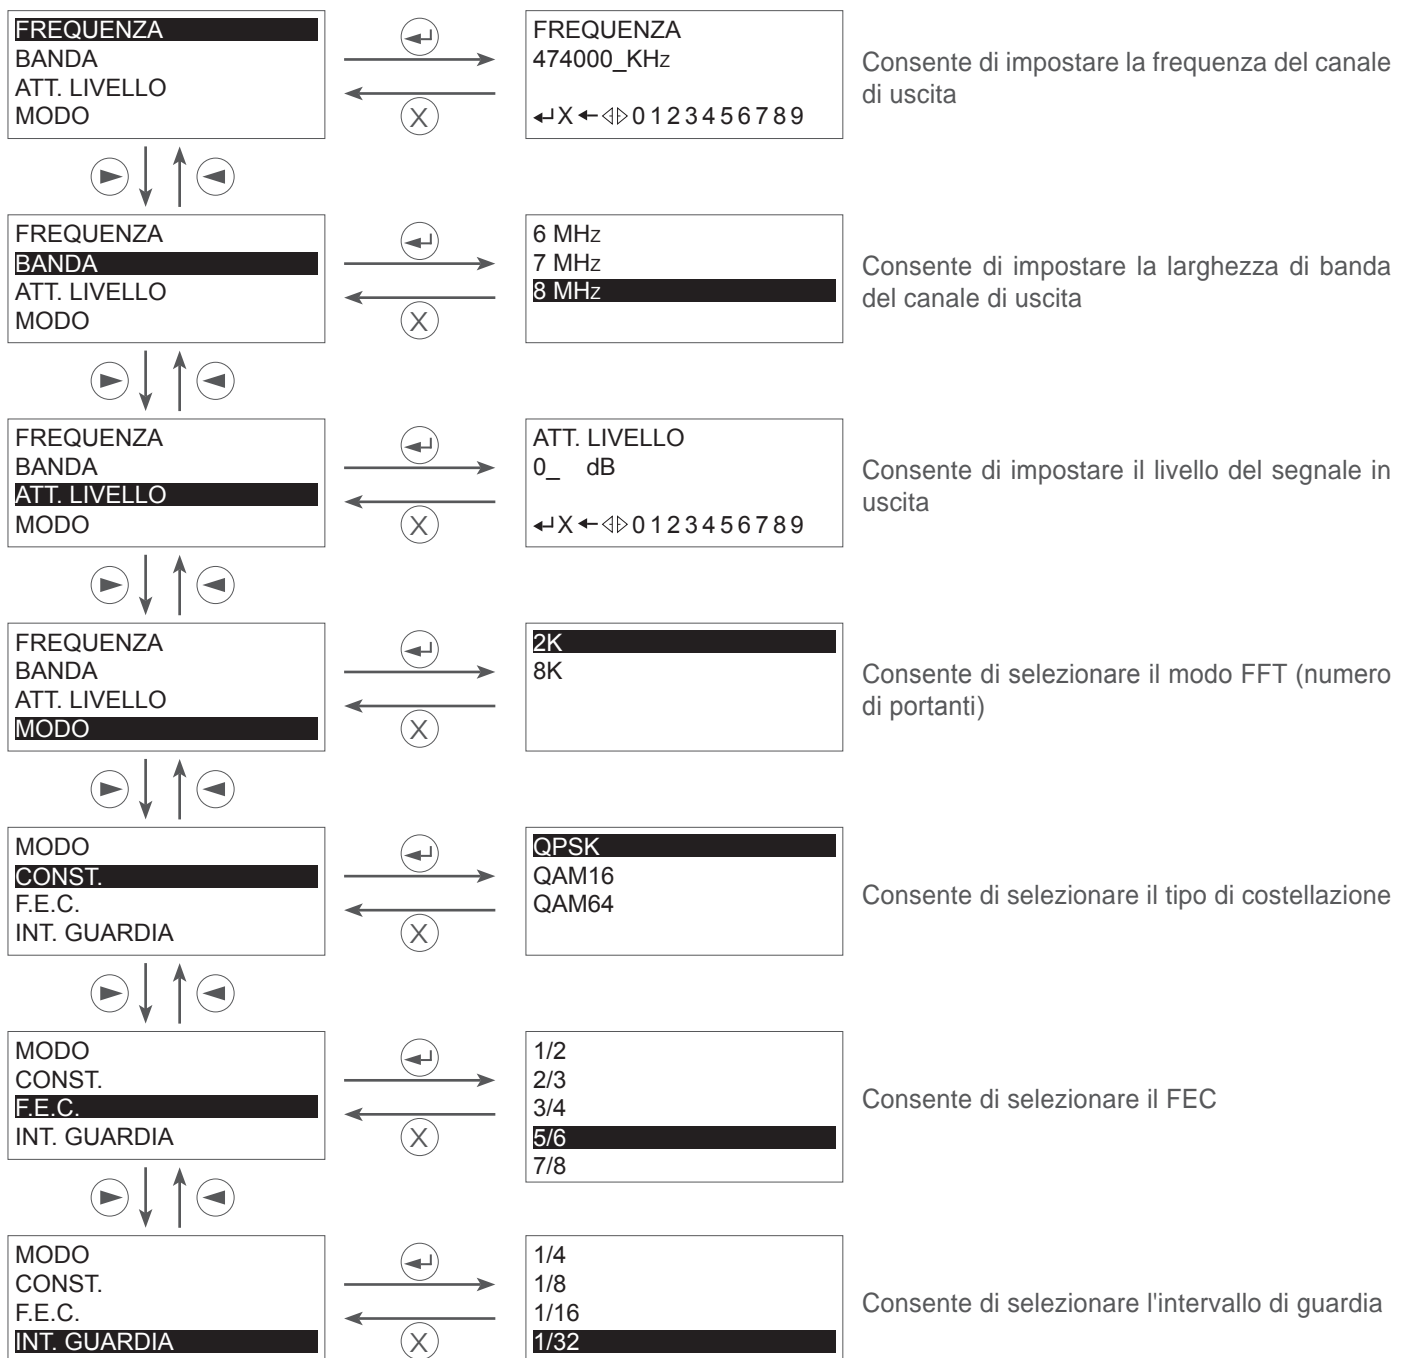 FREQUENZA
BANDA
ATT. LIVELLO
MODO
X
FREQUENZA
474000_KHz
↵X←◁▷0123456789
Consente di impostare la frequenza del canale
di uscita
FREQUENZA
BANDA
ATT. LIVELLO
MODO
X
6 MHz
7 MHz
8 MHz
Consente di impostare la larghezza di banda
del canale di uscita
FREQUENZA
BANDA
ATT. LIVELLO
MODO
X
ATT. LIVELLO
0_ dB
↵X←◁▷0123456789
Consente di impostare il livello del segnale in
uscita
FREQUENZA
BANDA
ATT. LIVELLO
MODO
X
2K
8K
Consente di selezionare il modo FFT (numero
di portanti)
MODO
CONST.
F.E.C.
INT. GUARDIA
X
QPSK
QAM16
QAM64
Consente di selezionare il tipo di costellazione
MODO
CONST.
F.E.C.
INT. GUARDIA
X
1/2
2/3
3/4
5/6
7/8
Consente di selezionare il FEC
MODO
CONST.
F.E.C.
INT. GUARDIA
X
1/4
1/8
1/16
1/32
Consente di selezionare l'intervallo di guardia